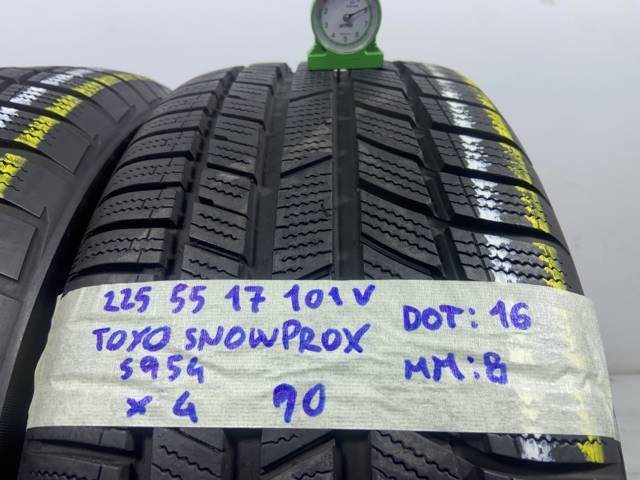 225 55 17 101 V
TOYO SNOWPROX
S954
x 4 90
DOT: 16
MM: 8